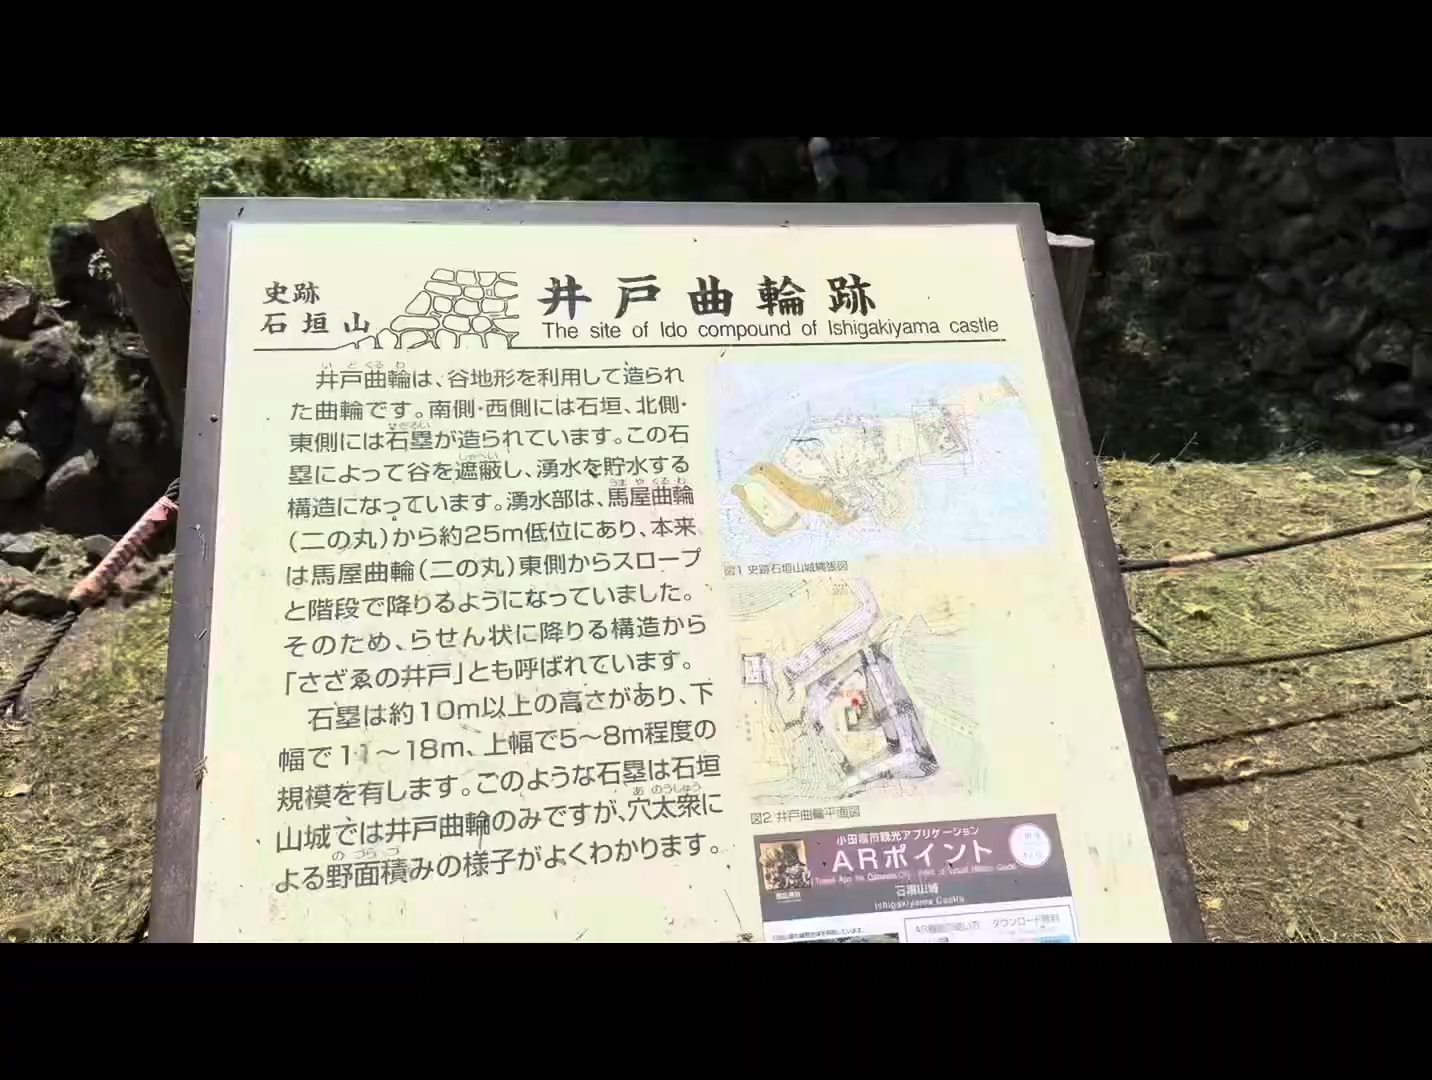 史跡
石垣山
井戸曲輪跡
The site of Ido compound of Ishigakiyama castle
井戸曲輪は、谷地形を利用して造られ
た曲輪です。南側・西側には石垣、北側・
東側には石塁が造られています。この石
塁によって谷を遮蔽し、湧水を貯水する
構造になっています。湧水部は、馬屋曲輪
(二の丸)から約25m低位にあり、本来
は馬屋曲輪(二の丸)東側からスロープ
と階段で降りるようになっていました。
そのため、らせん状に降りる構造から
「さざゑの井戸」とも呼ばれています。
石塁は約10m以上の高さがあり、下
幅で11〜18m、上幅で5〜8m程度の
規模を有します。このような石塁は石垣
山城では井戸曲輪のみですが、穴太衆に
よる野面積みの様子がよくわかります。
図1 史跡石垣山城縄張図
図2 井戸曲輪平面図
小田原市観光アプリケーション
ARポイント
石垣山城
Ishigakiyama Castle
ダウンロード無料